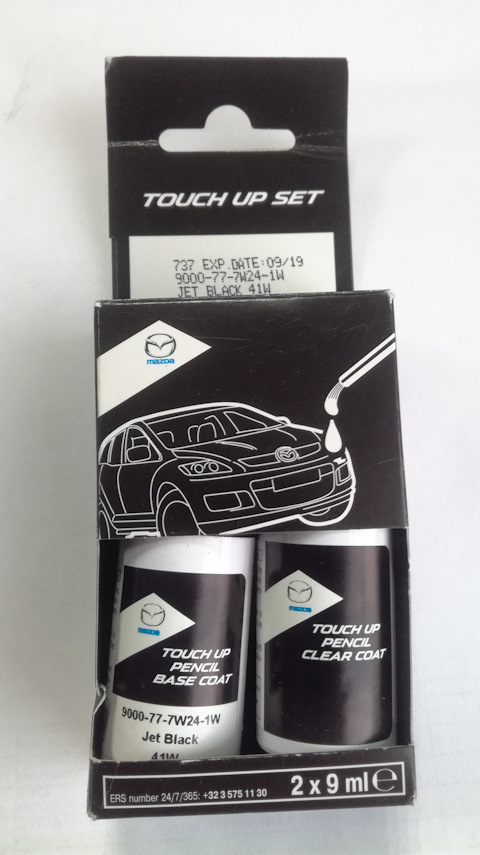 TOUCH UP SET
737 EXP.DATE:09/19
9000-77-7W24-1W
JET BLACK 41W
mazda
mazda
TOUCH UP
PENCIL
BASE COAT
9000-77-7W24-1W
Jet Black
41W
mazda
TOUCH UP
PENCIL
CLEAR COAT
ERS number 24/7/365: +32 3 575 11 30
2 x 9 ml ℮